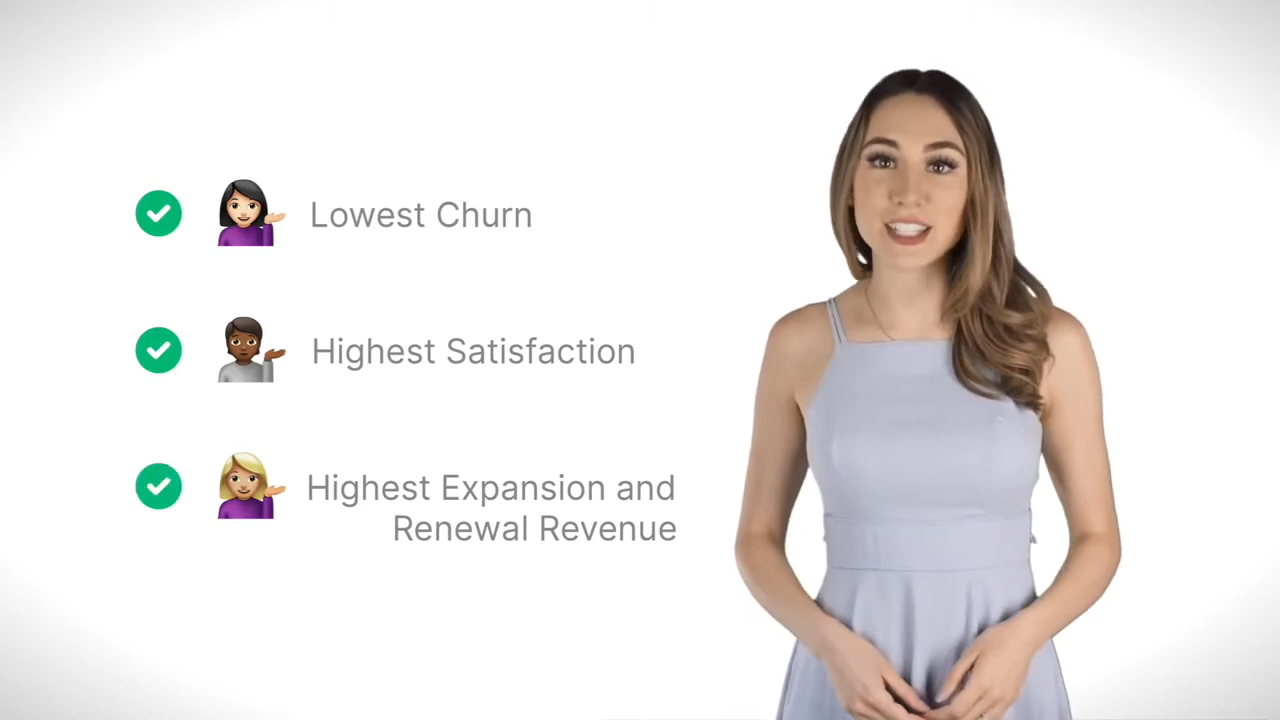 Lowest Churn
Highest Satisfaction
Highest Expansion and
Renewal Revenue